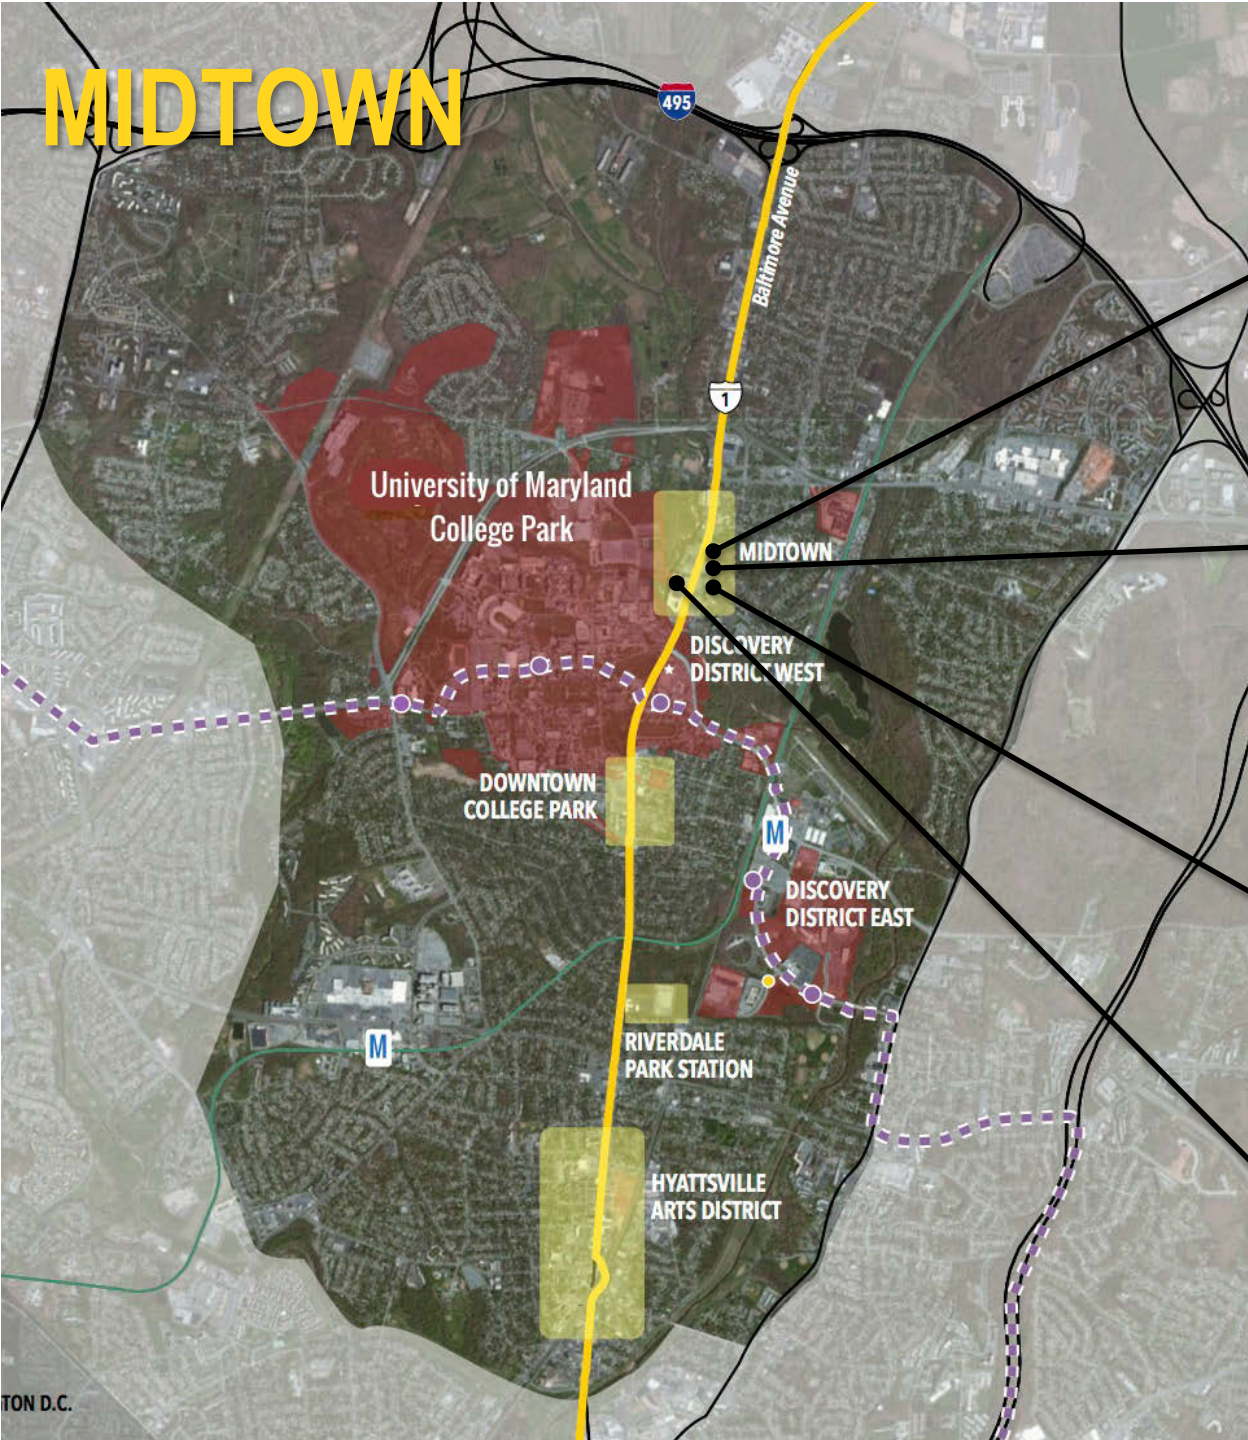 MIDTOWN
495
Baltimore Avenue
1
University of Maryland
College Park
MIDTOWN
DISCOVERY
DISTRICT WEST
DOWNTOWN
COLLEGE PARK
M
DISCOVERY
DISTRICT EAST
RIVERDALE
PARK STATION
M
HYATTSVILLE
ARTS DISTRICT
TON D.C.